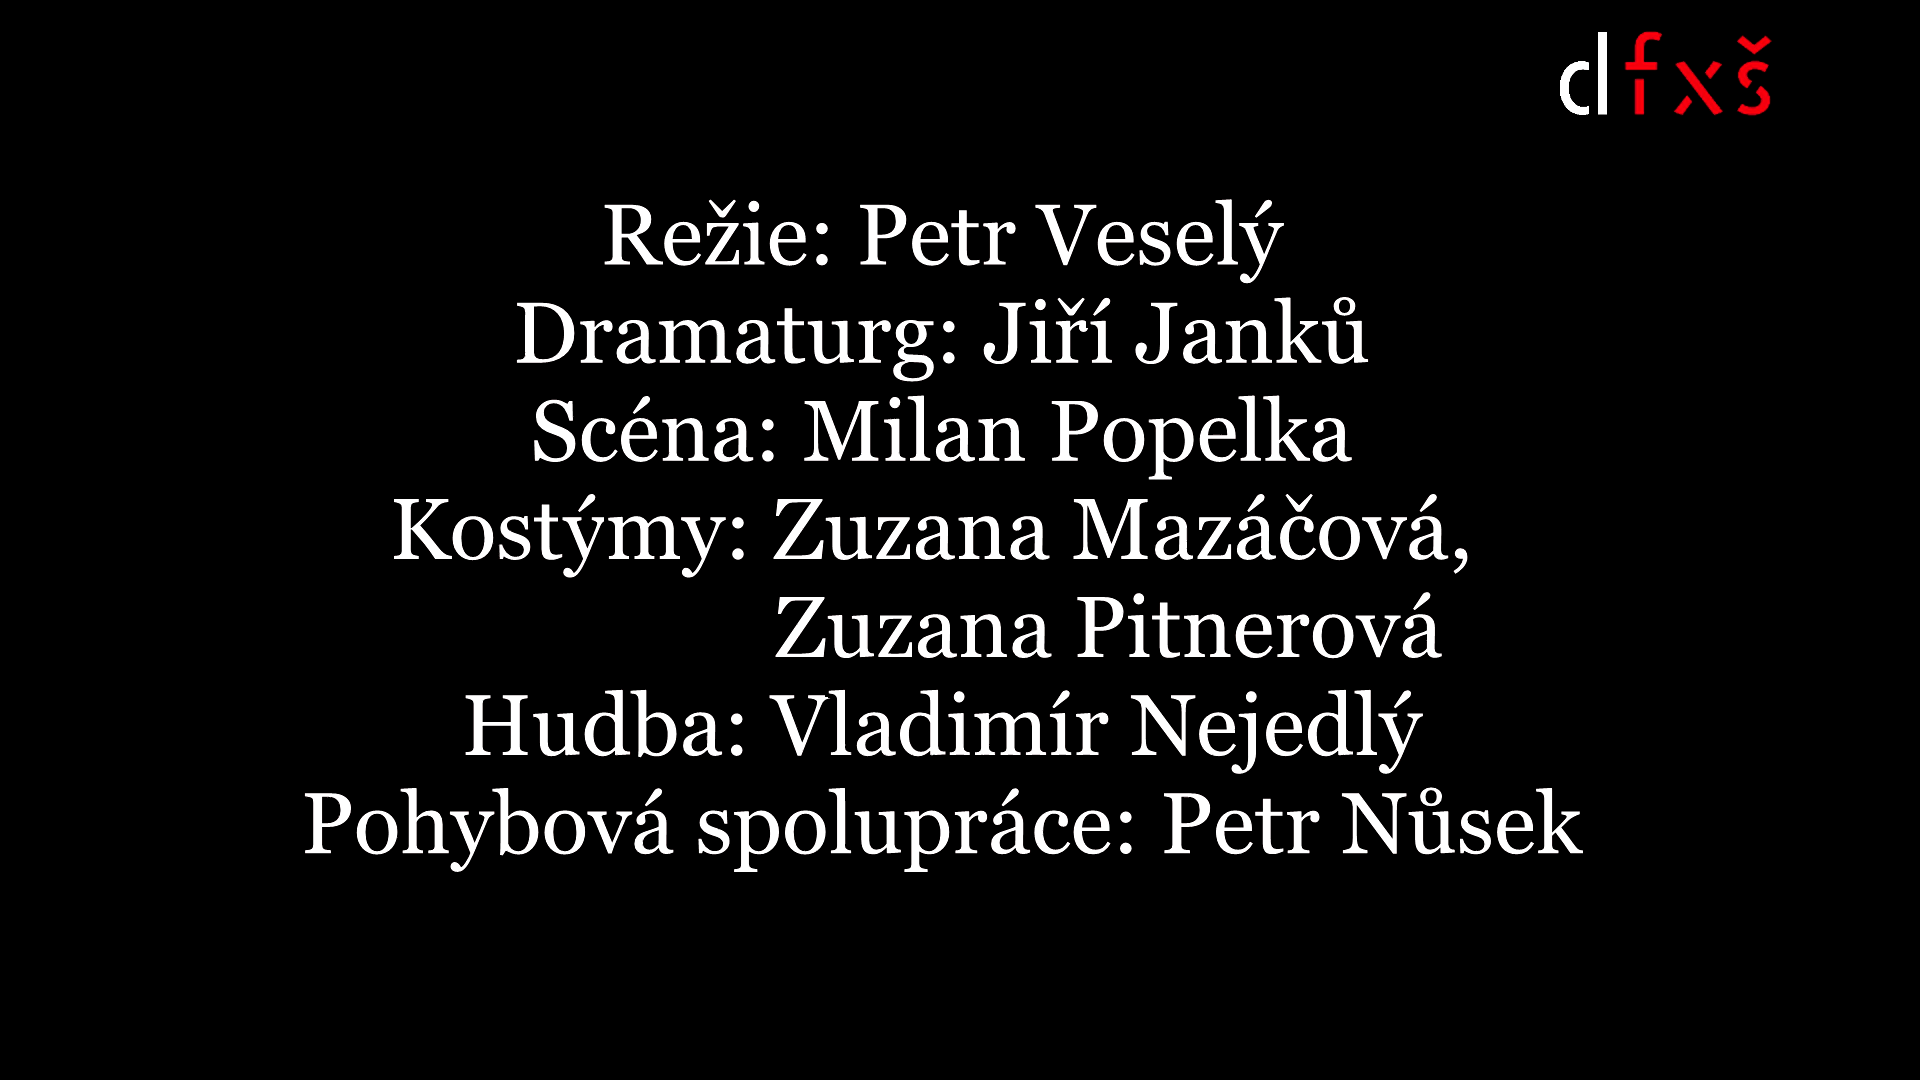 dfxš
Režie: Petr Veselý
Dramaturg: Jiří Janků
Scéna: Milan Popelka
Kostýmy: Zuzana Mazáčová,
Zuzana Pitnerová
Hudba: Vladimír Nejedlý
Pohybová spolupráce: Petr Nůsek